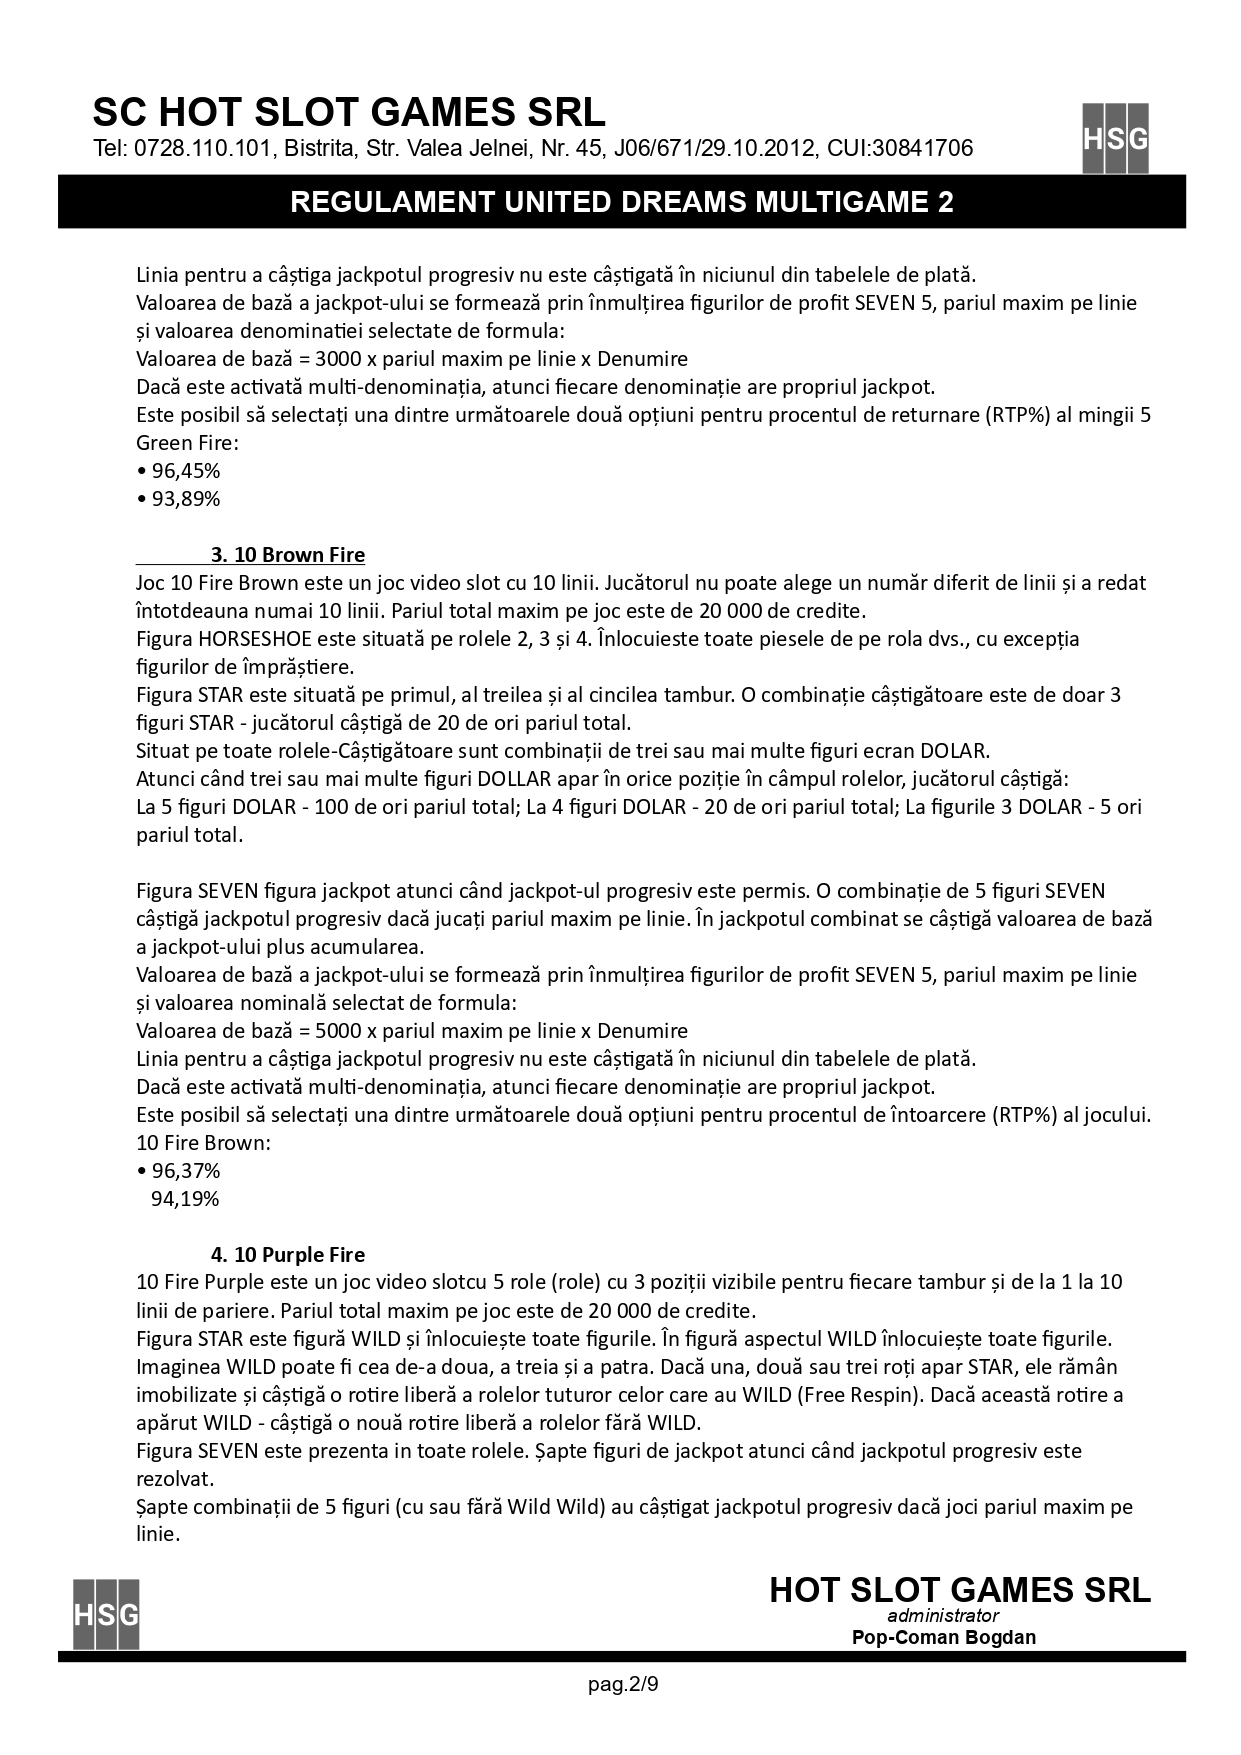 SC HOT SLOT GAMES SRL
Tel: 0728.110.101, Bistrita, Str. Valea Jelnei, Nr. 45, J06/671/29.10.2012, CUI:30841706
HSG
REGULAMENT UNITED DREAMS MULTIGAME 2
Linia pentru a câștiga jackpotul progresiv nu este câștigată în niciunul din tabelele de plată.
Valoarea de bază a jackpot-ului se formează prin înmulțirea figurilor de profit SEVEN 5, pariul maxim pe linie
și valoarea denominatiei selectate de formula:
Valoarea de bază = 3000 x pariul maxim pe linie x Denumire
Dacă este activată multi-denominația, atunci fiecare denominație are propriul jackpot.
Este posibil să selectați una dintre următoarele două opțiuni pentru procentul de returnare (RTP%) al mingii 5
Green Fire:
• 96,45%
• 93,89%
3. 10 Brown Fire
Joc 10 Fire Brown este un joc video slot cu 10 linii. Jucătorul nu poate alege un număr diferit de linii și a redat
întotdeauna numai 10 linii. Pariul total maxim pe joc este de 20 000 de credite.
Figura HORSESHOE este situată pe rolele 2, 3 și 4. Înlocuieste toate piesele de pe rola dvs., cu excepția
figurilor de împrăștiere.
Figura STAR este situată pe primul, al treilea și al cincilea tambur. O combinație câștigătoare este de doar 3
figuri STAR - jucătorul câștigă de 20 de ori pariul total.
Situat pe toate rolele-Câștigătoare sunt combinații de trei sau mai multe figuri ecran DOLAR.
Atunci când trei sau mai multe figuri DOLLAR apar în orice poziție în câmpul rolelor, jucătorul câștigă:
La 5 figuri DOLAR - 100 de ori pariul total; La 4 figuri DOLAR - 20 de ori pariul total; La figurile 3 DOLAR - 5 ori
pariul total.
Figura SEVEN figura jackpot atunci când jackpot-ul progresiv este permis. O combinație de 5 figuri SEVEN
câștigă jackpotul progresiv dacă jucați pariul maxim pe linie. În jackpotul combinat se câștigă valoarea de bază
a jackpot-ului plus acumularea.
Valoarea de bază a jackpot-ului se formează prin înmulțirea figurilor de profit SEVEN 5, pariul maxim pe linie
și valoarea nominală selectat de formula:
Valoarea de bază = 5000 x pariul maxim pe linie x Denumire
Linia pentru a câștiga jackpotul progresiv nu este câștigată în niciunul din tabelele de plată.
Dacă este activată multi-denominația, atunci fiecare denominație are propriul jackpot.
Este posibil să selectați una dintre următoarele două opțiuni pentru procentul de întoarcere (RTP%) al jocului.
10 Fire Brown:
• 96,37%
94,19%
4. 10 Purple Fire
10 Fire Purple este un joc video slotcu 5 role (role) cu 3 poziții vizibile pentru fiecare tambur și de la 1 la 10
linii de pariere. Pariul total maxim pe joc este de 20 000 de credite.
Figura STAR este figură WILD și înlocuiește toate figurile. În figură aspectul WILD înlocuiește toate figurile.
Imaginea WILD poate fi cea de-a doua, a treia și a patra. Dacă una, două sau trei roți apar STAR, ele rămân
imobilizate și câștigă o rotire liberă a rolelor tuturor celor care au WILD (Free Respin). Dacă această rotire a
apărut WILD - câștigă o nouă rotire liberă a rolelor fără WILD.
Figura SEVEN este prezenta in toate rolele. Șapte figuri de jackpot atunci când jackpotul progresiv este
rezolvat.
Șapte combinații de 5 figuri (cu sau fără Wild Wild) au câștigat jackpotul progresiv dacă joci pariul maxim pe
linie.
HSG
HOT SLOT GAMES SRL
administrator
Pop-Coman Bogdan
pag.2/9